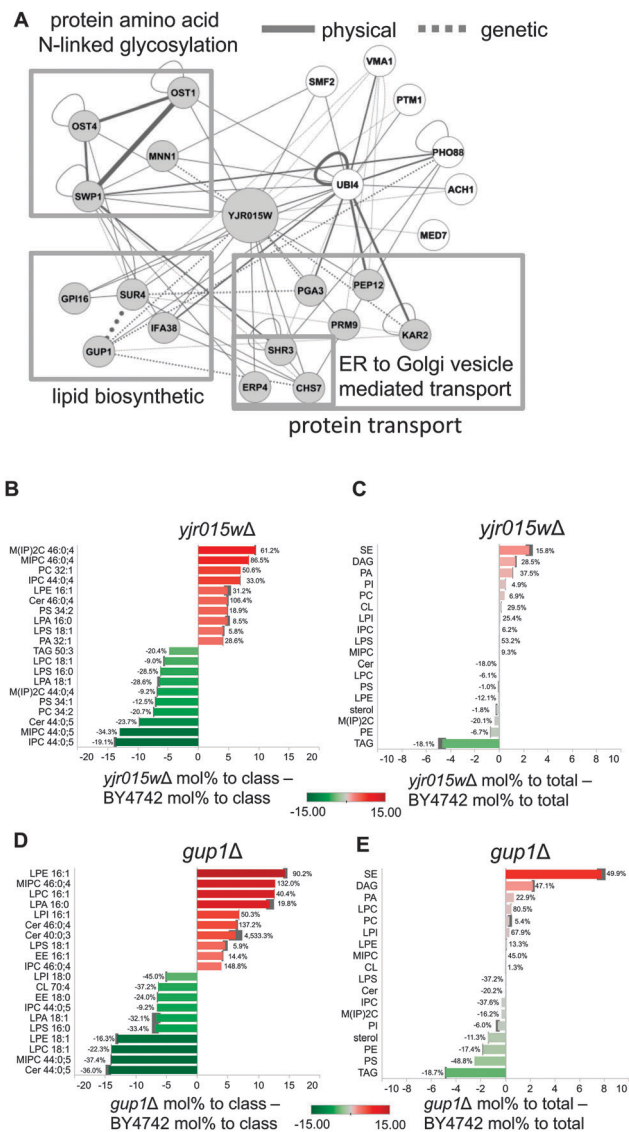 A
protein amino acid
N-linked glycosylation
physical
genetic
VMA1
SMF2
OST1
PTM1
OST4
PHO88
MNN1
UBI4
ACH1
SWP1
YJR015W
MED7
PEP12
PGA3
GPI16
SUR4
IFA38
PRM9
KAR2
GUP1
SHR3
ER to Golgi vesicle
mediated transport
ERP4
CHS7
lipid biosynthetic
protein transport
B
yjr015wΔ
M(IP)2C 46:0;4 61.2%
MIPC 46:0;4 86.5%
PC 32:1 50.6%
IPC 44:0;4 33.0%
LPE 16:1 31.2%
Cer 46:0;4 106.4%
PS 34:2 18.9%
LPA 16:0 8.5%
LPS 18:1 5.8%
PA 32:1 28.6%
TAG 50:3 -20.4%
LPC 18:1 -9.0%
LPS 16:0 -28.5%
LPA 18:1 -28.6%
M(IP)2C 44:0;4 -9.2%
PS 34:1 -12.5%
PC 34:2 -20.7%
Cer 44:0;5 -23.7%
MIPC 44:0;5 -34.3%
IPC 44:0;5 -19.1%
-20 -15 -10 -5 0 5 10 15 20
yjr015wΔ mol% to class –
BY4742 mol% to class
C
yjr015wΔ
SE 15.8%
DAG 28.5%
PA 37.5%
PI 4.9%
PC 6.9%
CL 29.5%
LPI 25.4%
IPC 6.2%
LPS 53.2%
MIPC 9.3%
Cer -18.0%
LPC -6.1%
PS -1.0%
LPE -12.1%
sterol -1.8%
M(IP)2C -20.1%
PE -6.7%
TAG -18.1%
-10 -8 -6 -4 -2 0 2 4 6 8 10
yjr015wΔ mol% to total –
BY4742 mol% to total
-15.00 15.00
D
gup1Δ
LPE 16:1 90.2%
MIPC 46:0;4 132.0%
LPC 16:1 40.4%
LPA 16:0 19.8%
LPI 16:1 50.3%
Cer 46:0;4 137.2%
Cer 40:0;3 4,533.3%
LPS 18:1 5.9%
EE 16:1 14.4%
IPC 46:0;4 148.8%
LPI 18:0 -45.0%
CL 70:4 -37.2%
EE 18:0 -24.0%
IPC 44:0;5 -9.2%
LPA 18:1 -32.1%
LPS 16:0 -33.4%
LPE 18:1 -16.3%
LPC 18:1 -22.3%
MIPC 44:0;5 -37.4%
Cer 44:0;5 -36.0%
-20 -15 -10 -5 0 5 10 15 20
gup1Δ mol% to class –
BY4742 mol% to class
E
gup1Δ
SE 49.9%
DAG 47.1%
PA 22.9%
LPC 80.5%
PC 5.4%
LPI 67.9%
LPE 13.3%
MIPC 45.0%
CL 1.3%
LPS -37.2%
Cer -20.2%
IPC -37.6%
M(IP)2C -16.2%
PI -6.0%
sterol -11.3%
PE -17.4%
PS -48.8%
TAG -18.7%
-10 -8 -6 -4 -2 0 2 4 6 8 10
gup1Δ mol% to total –
BY4742 mol% to total
-15.00 15.00